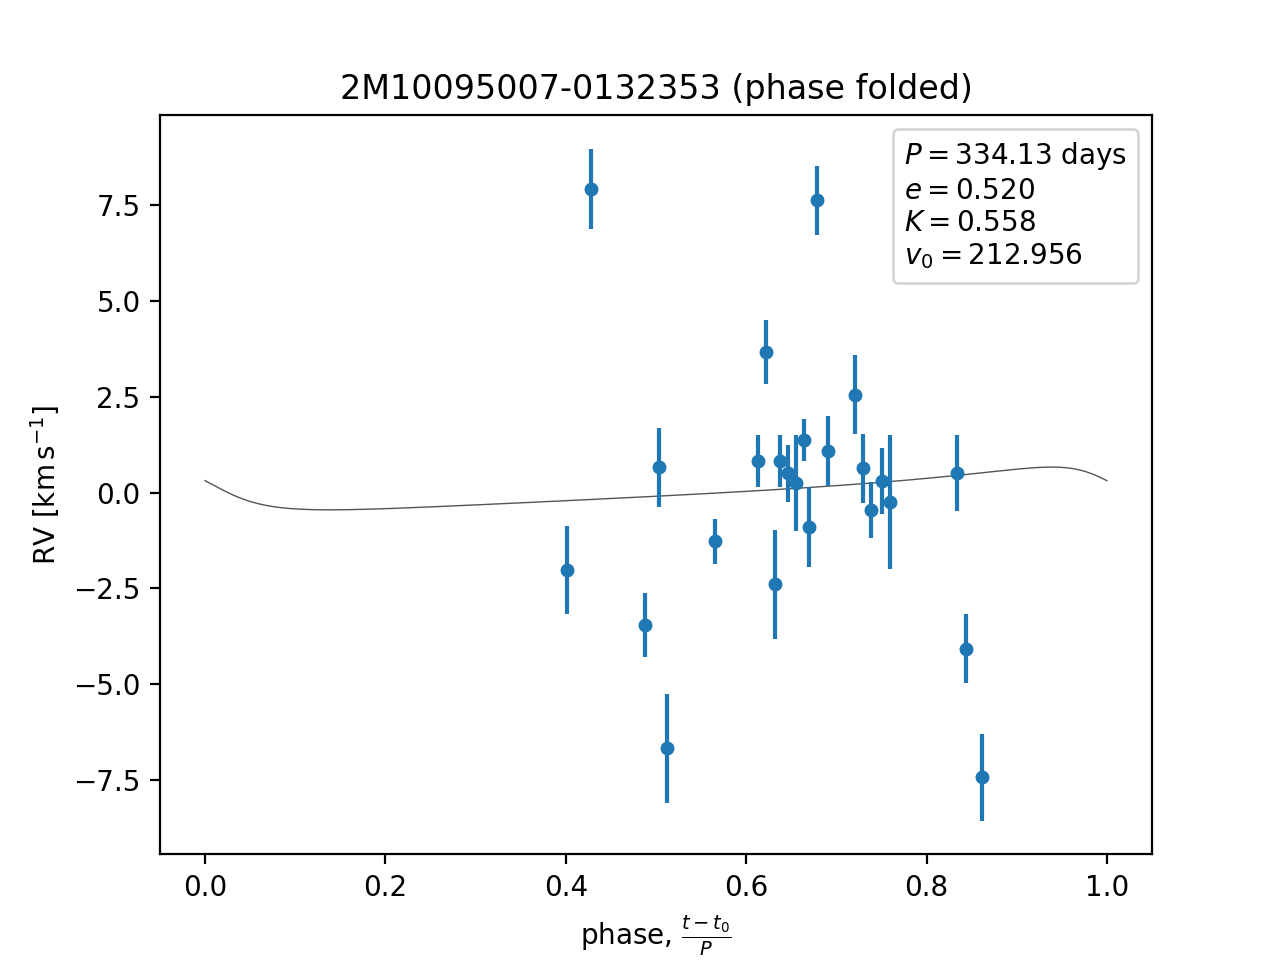 2M10095007-0132353 (phase folded)
P = 334.13 days
e = 0.520
K = 0.558
v₀ = 212.956
RV [km s⁻¹]
7.5
5.0
2.5
0.0
−2.5
−5.0
−7.5
0.0 0.2 0.4 0.6 0.8 1.0
phase, (t − t₀)/P